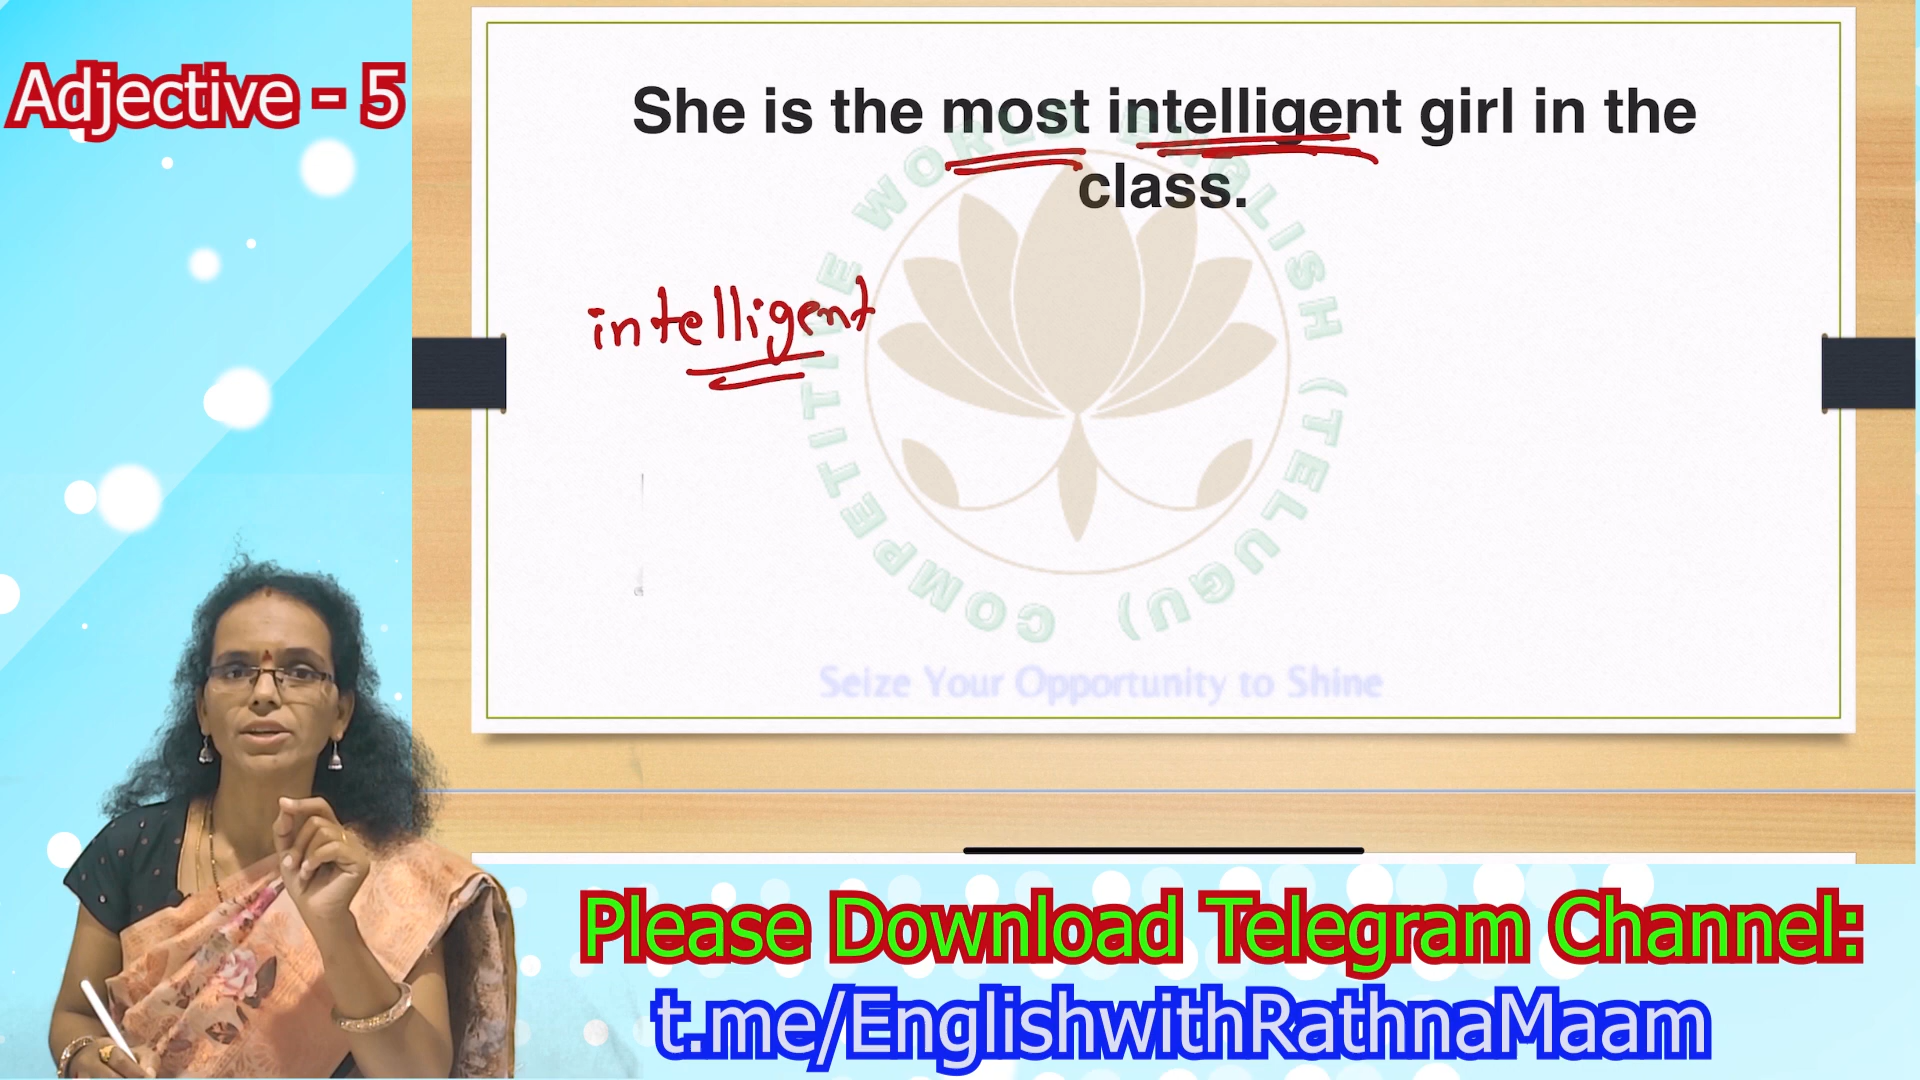 Adjective - 5
She is the most intelligent girl in the
class.
intelligent
COMPETITIVE WORLD ENGLISH (TELUGU)
Seize Your Opportunity to Shine
Please Download Telegram Channel:
t.me/EnglishwithRathnaMaam